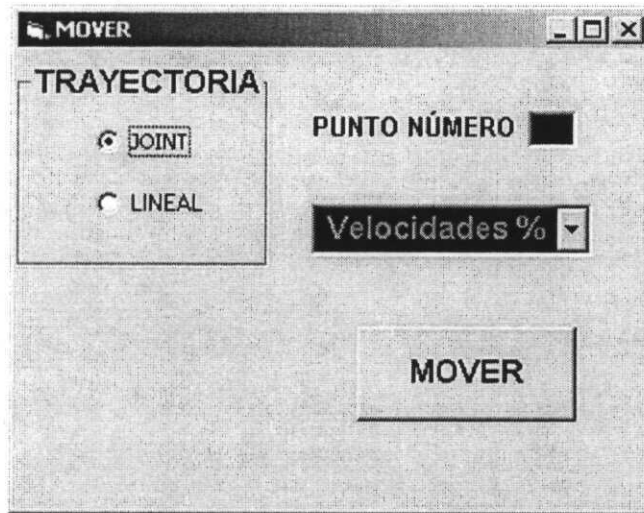 MOVER
TRAYECTORIA
JOINT
LINEAL
PUNTO NÚMERO
Velocidades %
MOVER